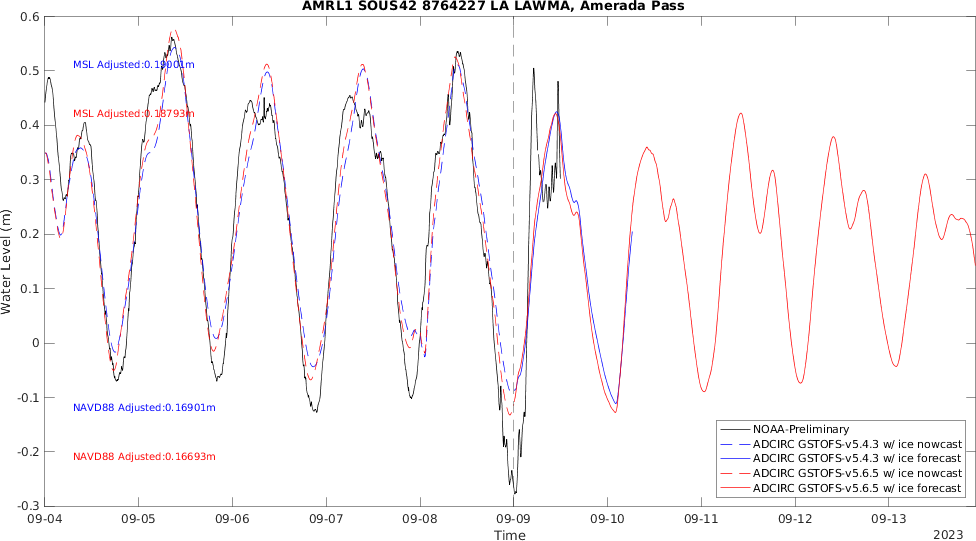 AMRL1 SOUS42 8764227 LA LAWMA, Amerada Pass
0.6
0.5
0.4
0.3
0.2
0.1
0
-0.1
-0.2
-0.3
Water Level (m)
MSL Adjusted:0.19001m
MSL Adjusted:0.18793m
NAVD88 Adjusted:0.16901m
NAVD88 Adjusted:0.16693m
NOAA-Preliminary
ADCIRC GSTOFS-v5.4.3 w/ ice nowcast
ADCIRC GSTOFS-v5.4.3 w/ ice forecast
ADCIRC GSTOFS-v5.6.5 w/ ice nowcast
ADCIRC GSTOFS-v5.6.5 w/ ice forecast
09-04 09-05 09-06 09-07 09-08 09-09 09-10 09-11 09-12 09-13
Time
2023